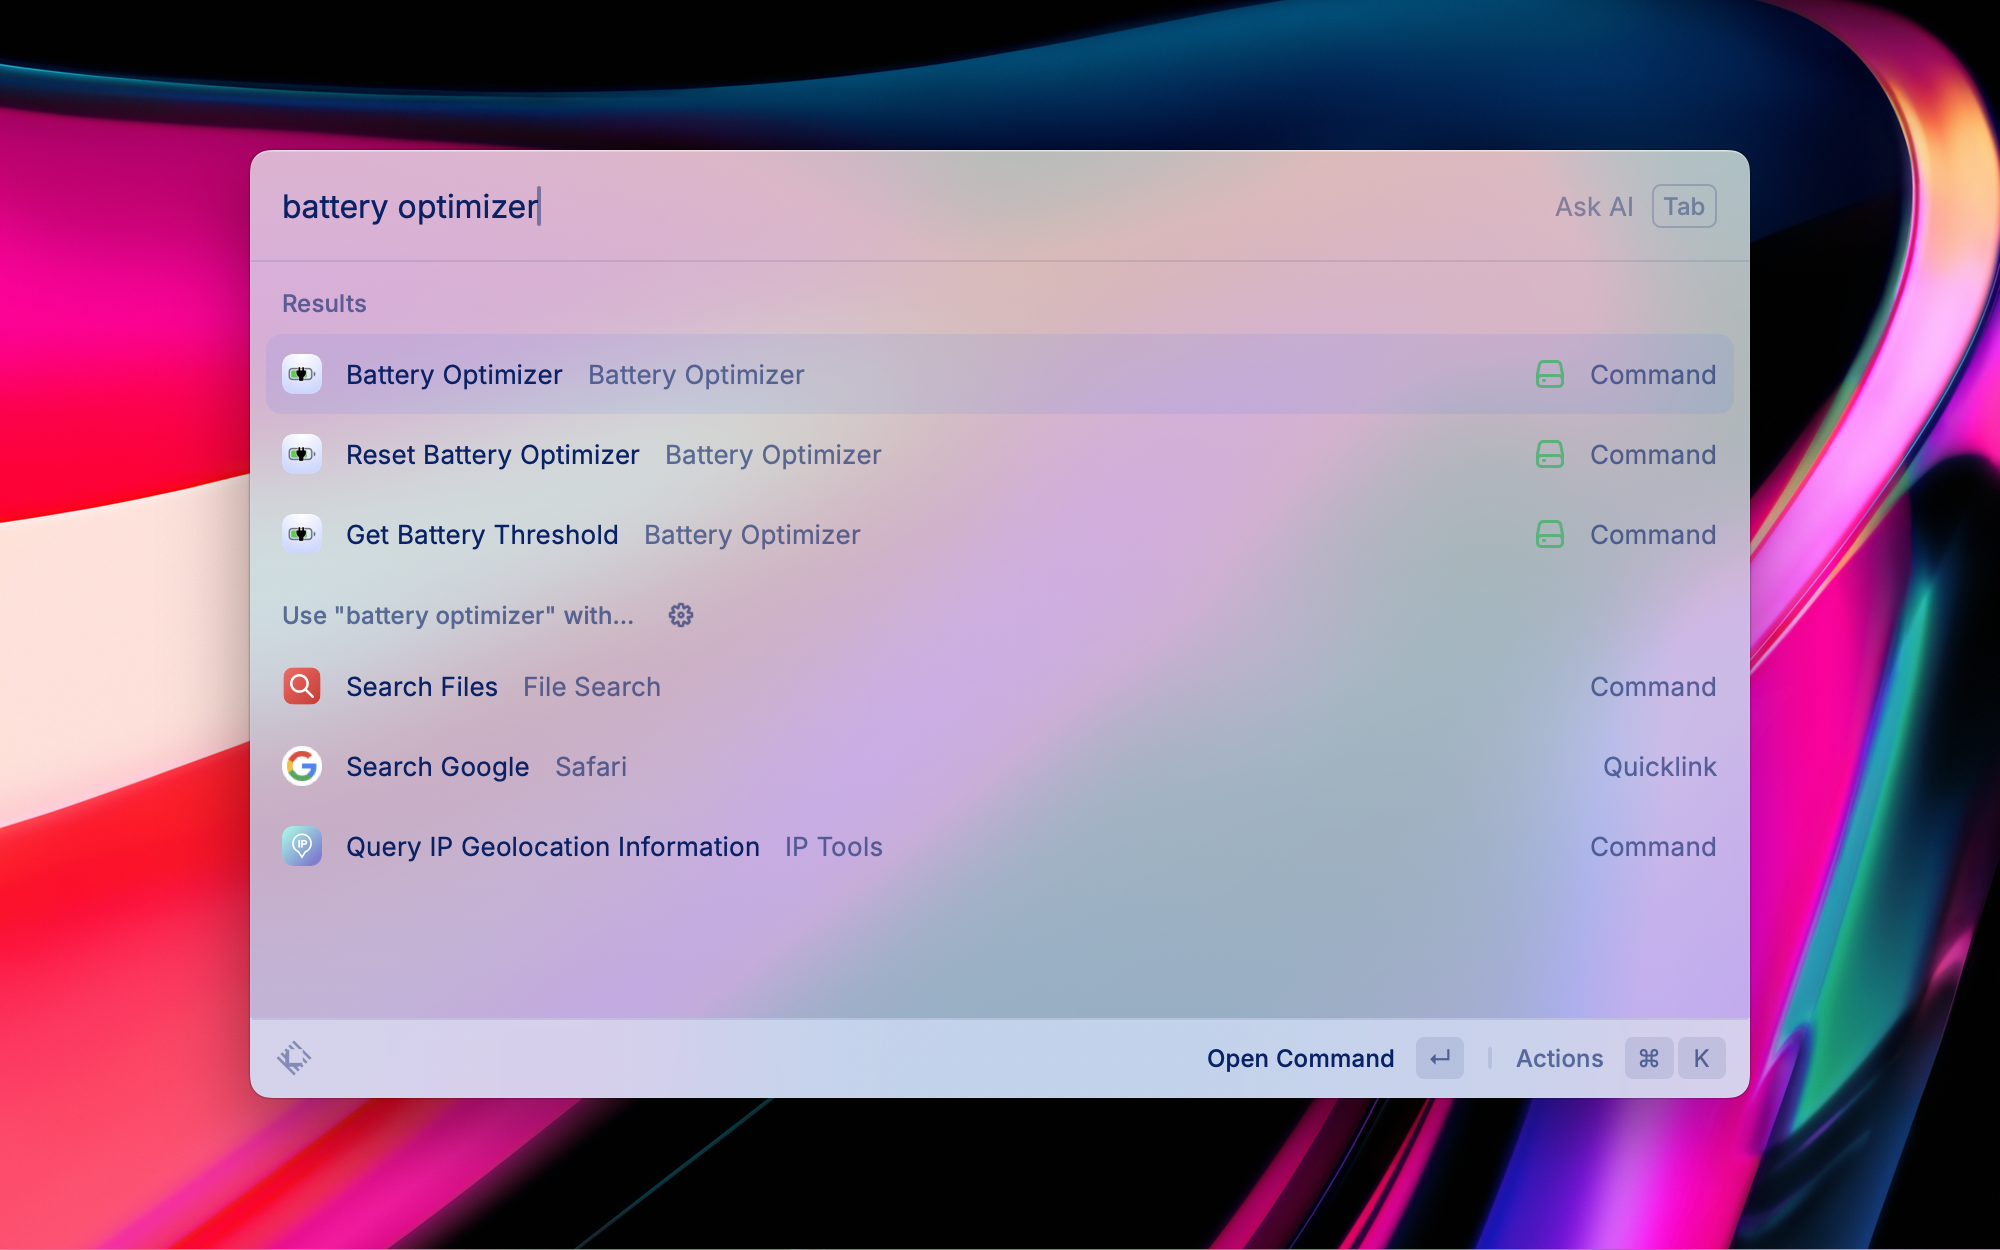 battery optimizer Ask AI Tab
Results
Battery Optimizer Battery Optimizer Command
Reset Battery Optimizer Battery Optimizer Command
Get Battery Threshold Battery Optimizer Command
Use "battery optimizer" with...
Search Files File Search Command
Search Google Safari Quicklink
IP Query IP Geolocation Information IP Tools Command
Open Command ↵ Actions ⌘ K